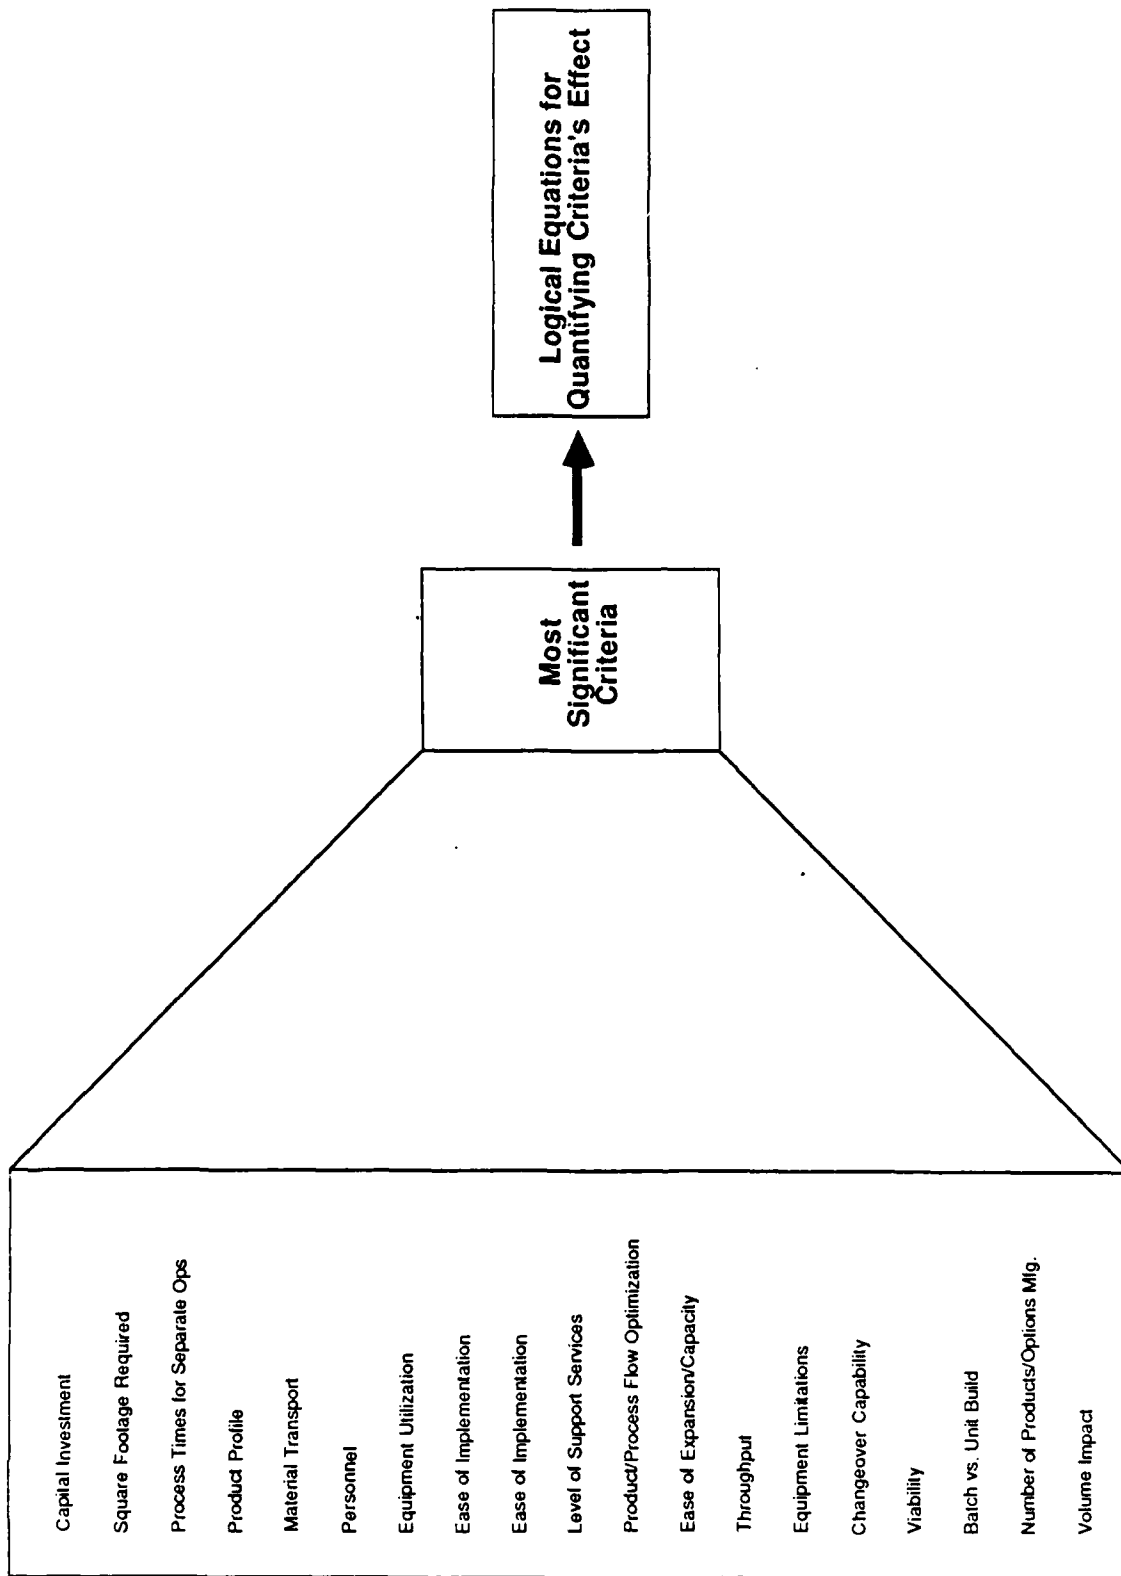 Capital Investment
Square Footage Required
Process Times for Separate Ops
Product Profile
Material Transport
Personnel
Equipment Utilization
Ease of Implementation
Ease of Implementation
Level of Support Services
Product/Process Flow Optimization
Ease of Expansion/Capacity
Throughput
Equipment Limitations
Changeover Capability
Viability
Batch vs. Unit Build
Number of Products/Options Mfg.
Volume Impact
Most
Significant
Criteria
Logical Equations for
Quantifying Criteria's Effect